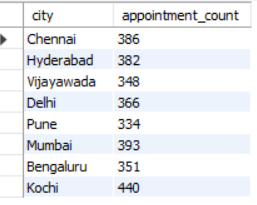 city appointment_count
Chennai 386
Hyderabad 382
Vijayawada 348
Delhi 366
Pune 334
Mumbai 393
Bengaluru 351
Kochi 440